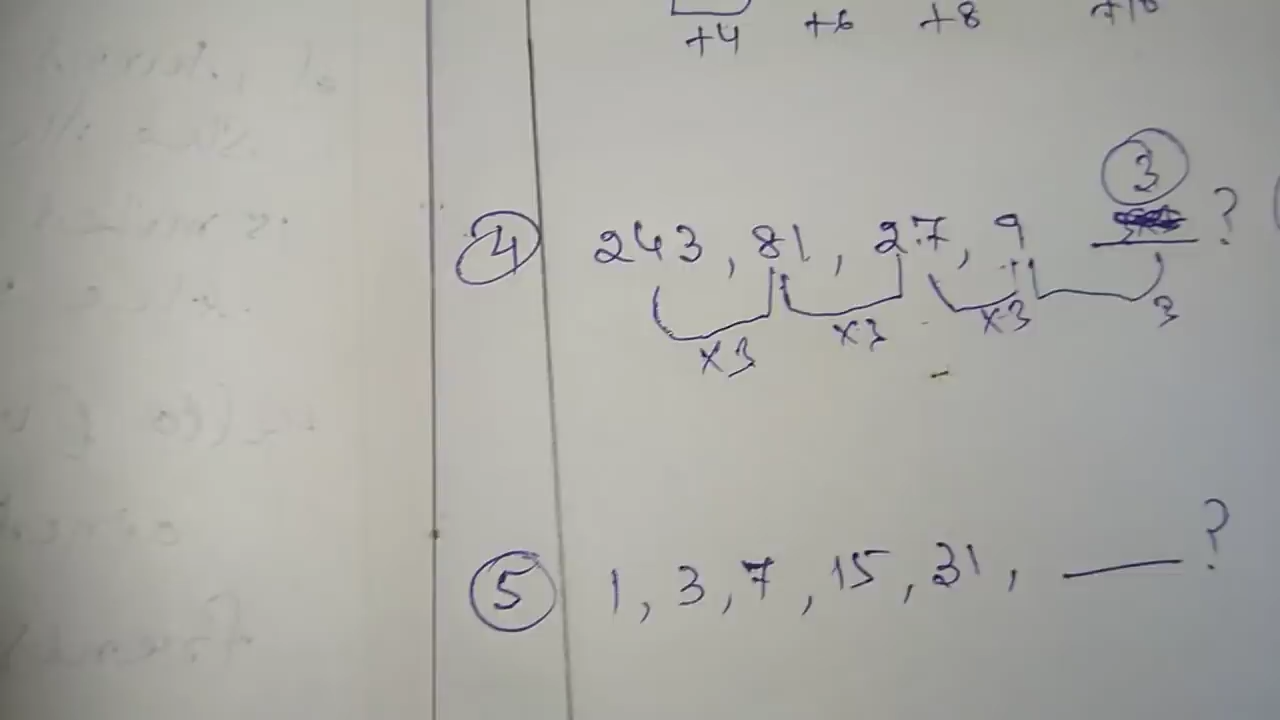 +4 +6 +8 +10
3
4 243, 81, 27, 9 ?
×3 ×3 ×3 3
5 1, 3, 7, 15, 31, ?